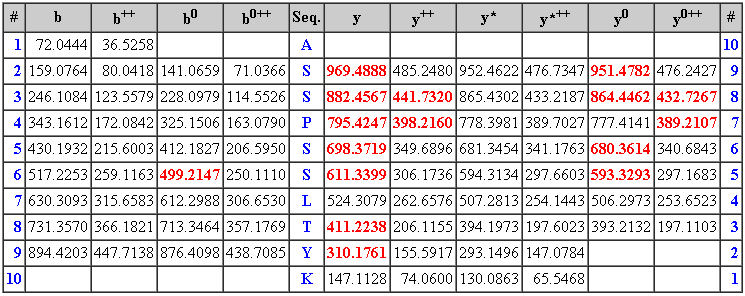 # b b++ b0 b0++ Seq. y y++ y* y*++ y0 y0++ #
1 72.0444 36.5258 A 10
2 159.0764 80.0418 141.0659 71.0366 S 969.4888 485.2480 952.4622 476.7347 951.4782 476.2427 9
3 246.1084 123.5579 228.0979 114.5526 S 882.4567 441.7320 865.4302 433.2187 864.4462 432.7267 8
4 343.1612 172.0842 325.1506 163.0790 P 795.4247 398.2160 778.3981 389.7027 777.4141 389.2107 7
5 430.1932 215.6003 412.1827 206.5950 S 698.3719 349.6896 681.3454 341.1763 680.3614 340.6843 6
6 517.2253 259.1163 499.2147 250.1110 S 611.3399 306.1736 594.3134 297.6603 593.3293 297.1683 5
7 630.3093 315.6583 612.2988 306.6530 L 524.3079 262.6576 507.2813 254.1443 506.2973 253.6523 4
8 731.3570 366.1821 713.3464 357.1769 T 411.2238 206.1155 394.1973 197.6023 393.2132 197.1103 3
9 894.4203 447.7138 876.4098 438.7085 Y 310.1761 155.5917 293.1496 147.0784 2
10 K 147.1128 74.0600 130.0863 65.5468 1